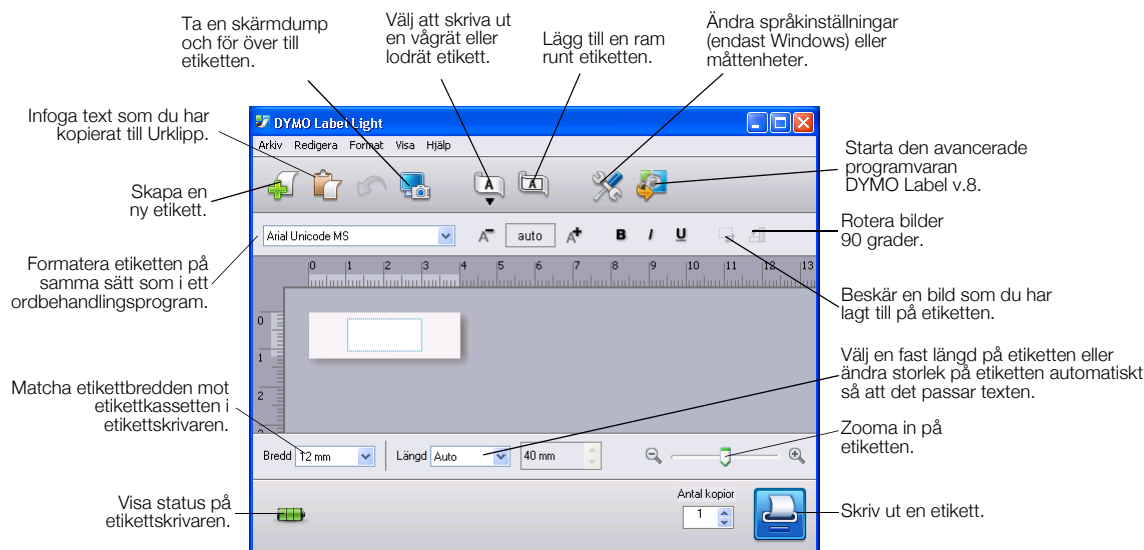 Ta en skärmdump
och för över till
etiketten.
Välj att skriva ut
en vågrät eller
lodrät etikett.
Lägg till en ram
runt etiketten.
Ändra språkinställningar
(endast Windows) eller
måttenheter.
Infoga text som du har
kopierat till Urklipp.
Skapa en
ny etikett.
Formatera etiketten på
samma sätt som i ett
ordbehandlingsprogram.
Matcha etikettbredden mot
etikettkassetten i
etikettskrivaren.
Visa status på
etikettskrivaren.
DYMO Label Light
Arkiv Redigera Format Visa Hjälp
A A
Arial Unicode MS A- auto A+ B I U
0 1 2 3 4 5 6 7 8 9 10 11 12 13
0
1
2
Bredd 12 mm Längd Auto 40 mm
Antal kopior
1
Starta den avancerade
programvaran
DYMO Label v.8.
Rotera bilder
90 grader.
Beskär en bild som du har
lagt till på etiketten.
Välj en fast längd på etiketten eller
ändra storlek på etiketten automatiskt
så att det passar texten.
Zooma in på
etiketten.
Skriv ut en etikett.